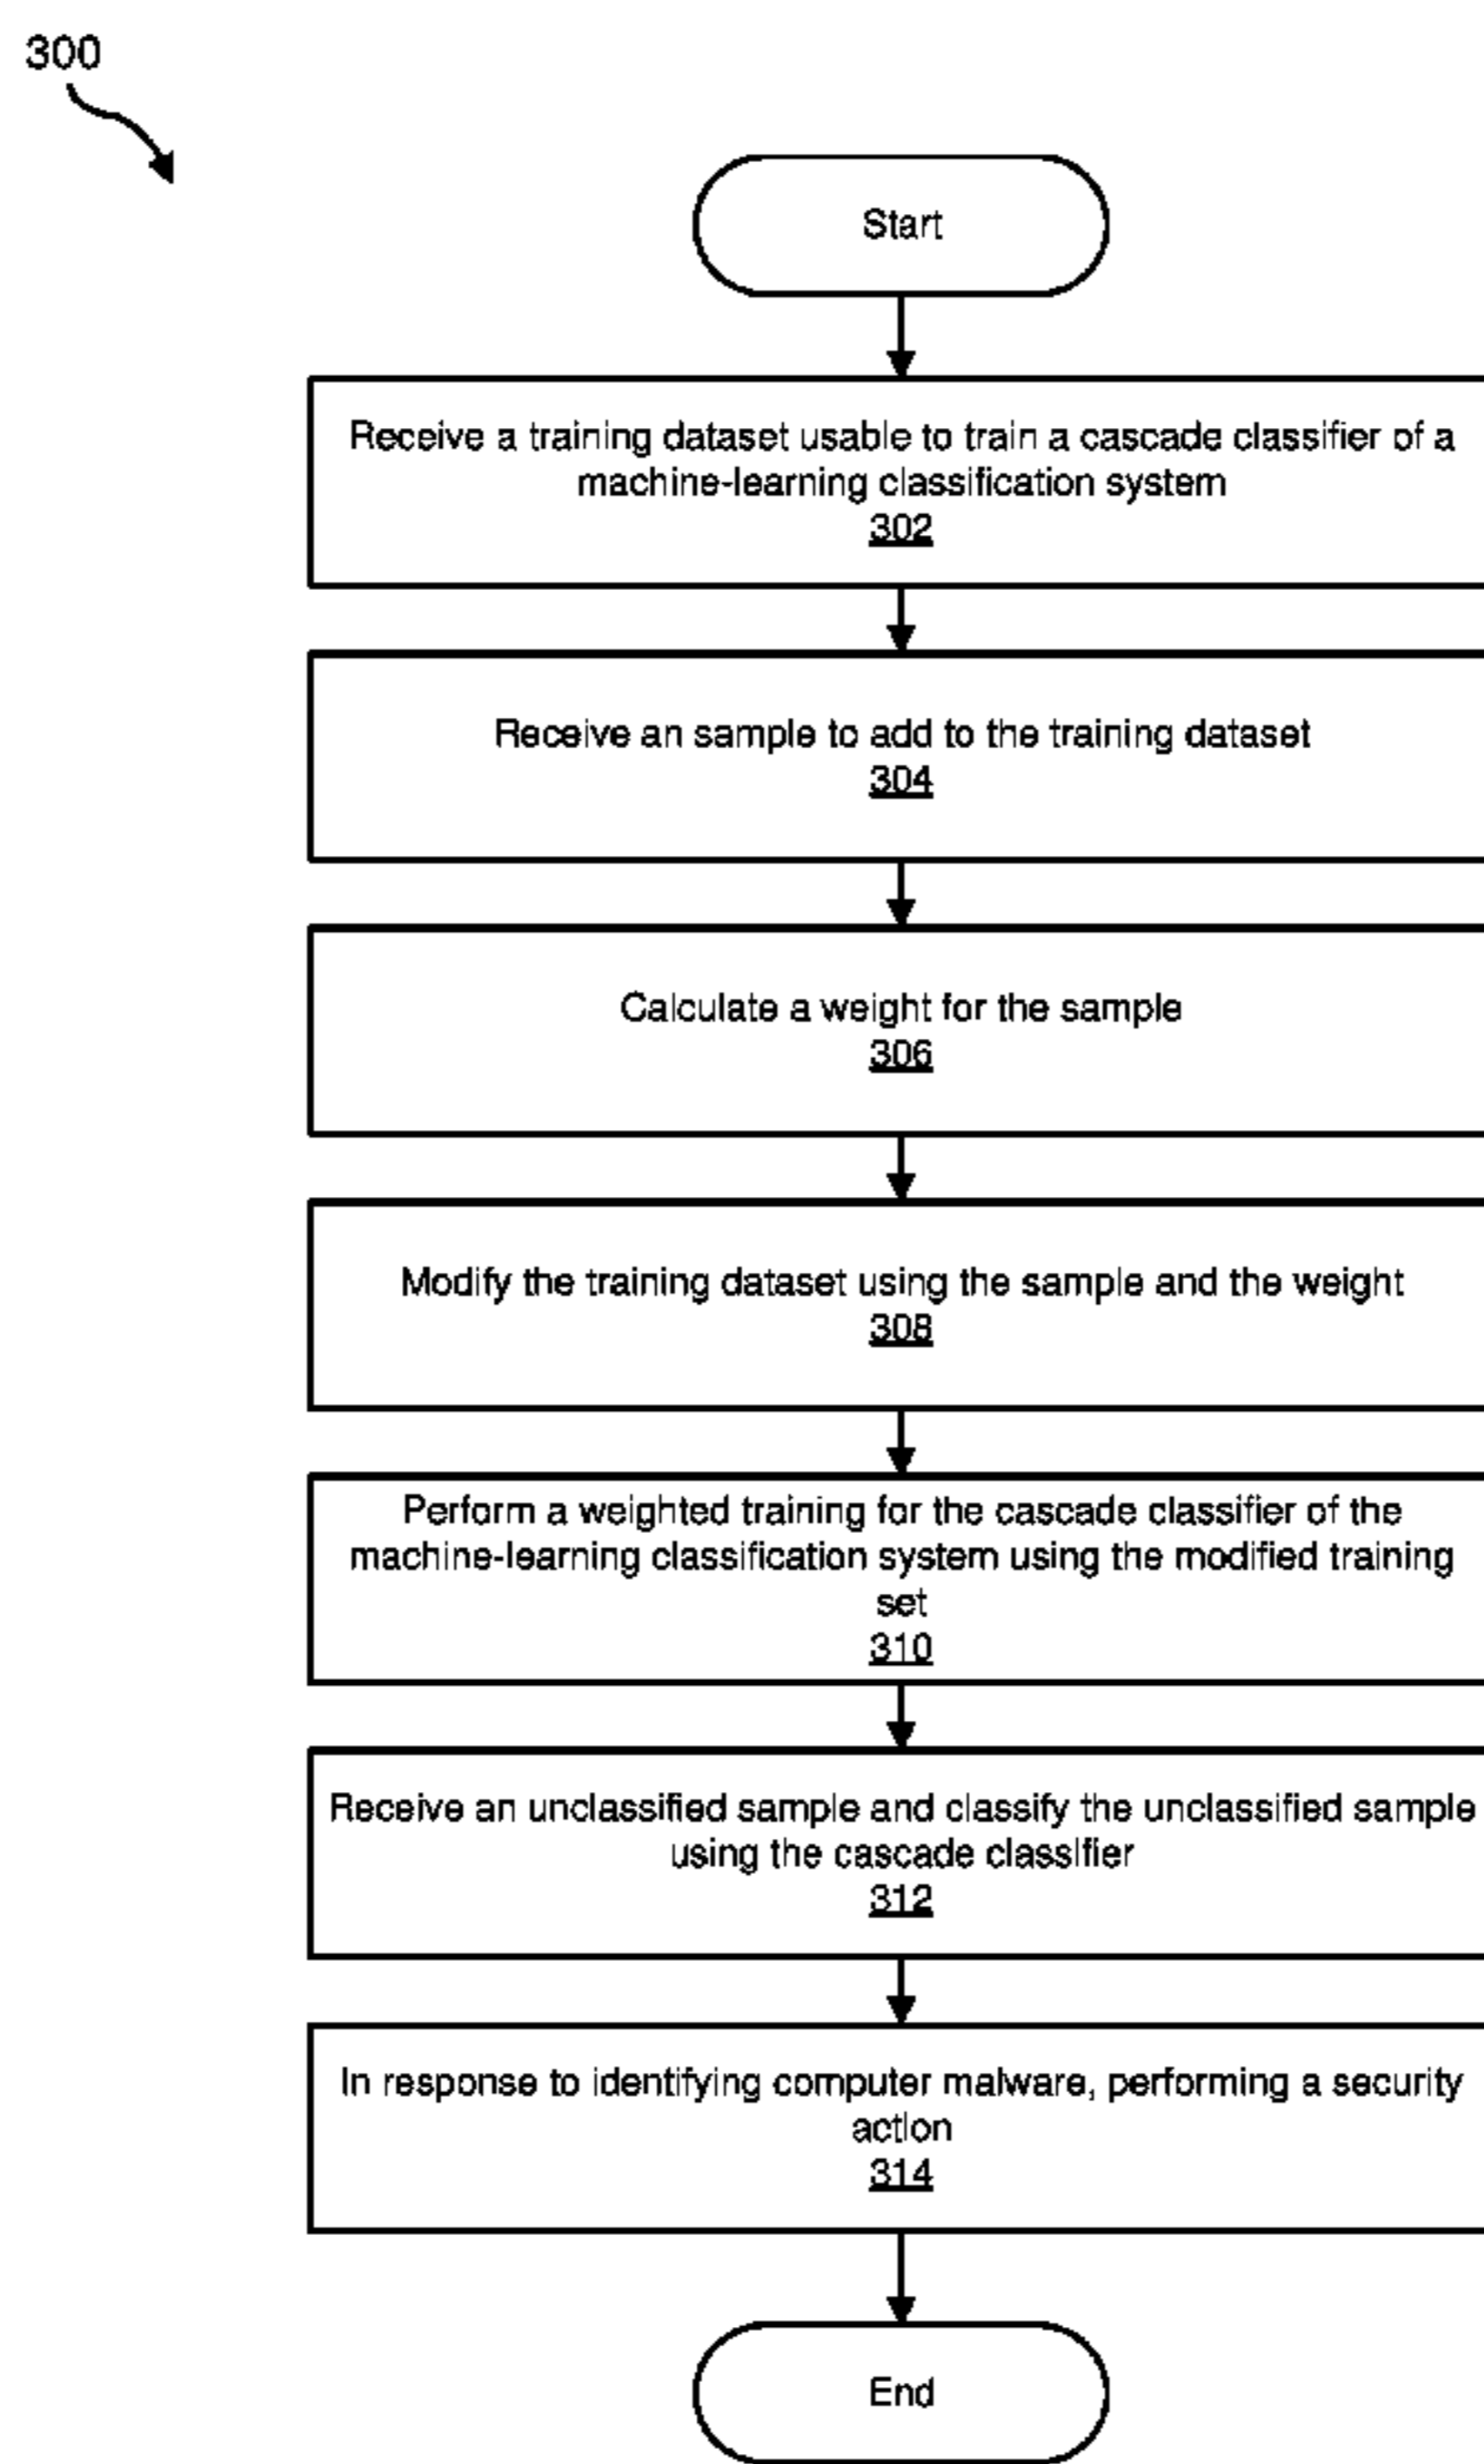 300
Start
Receive a training dataset usable to train a cascade classifier of a
machine-learning classification system
302
Receive an sample to add to the training dataset
304
Calculate a weight for the sample
306
Modify the training dataset using the sample and the weight
308
Perform a weighted training for the cascade classifier of the
machine-learning classification system using the modified training
set
310
Receive an unclassified sample and classify the unclassified sample
using the cascade classifier
312
In response to identifying computer malware, performing a security
action
314
End